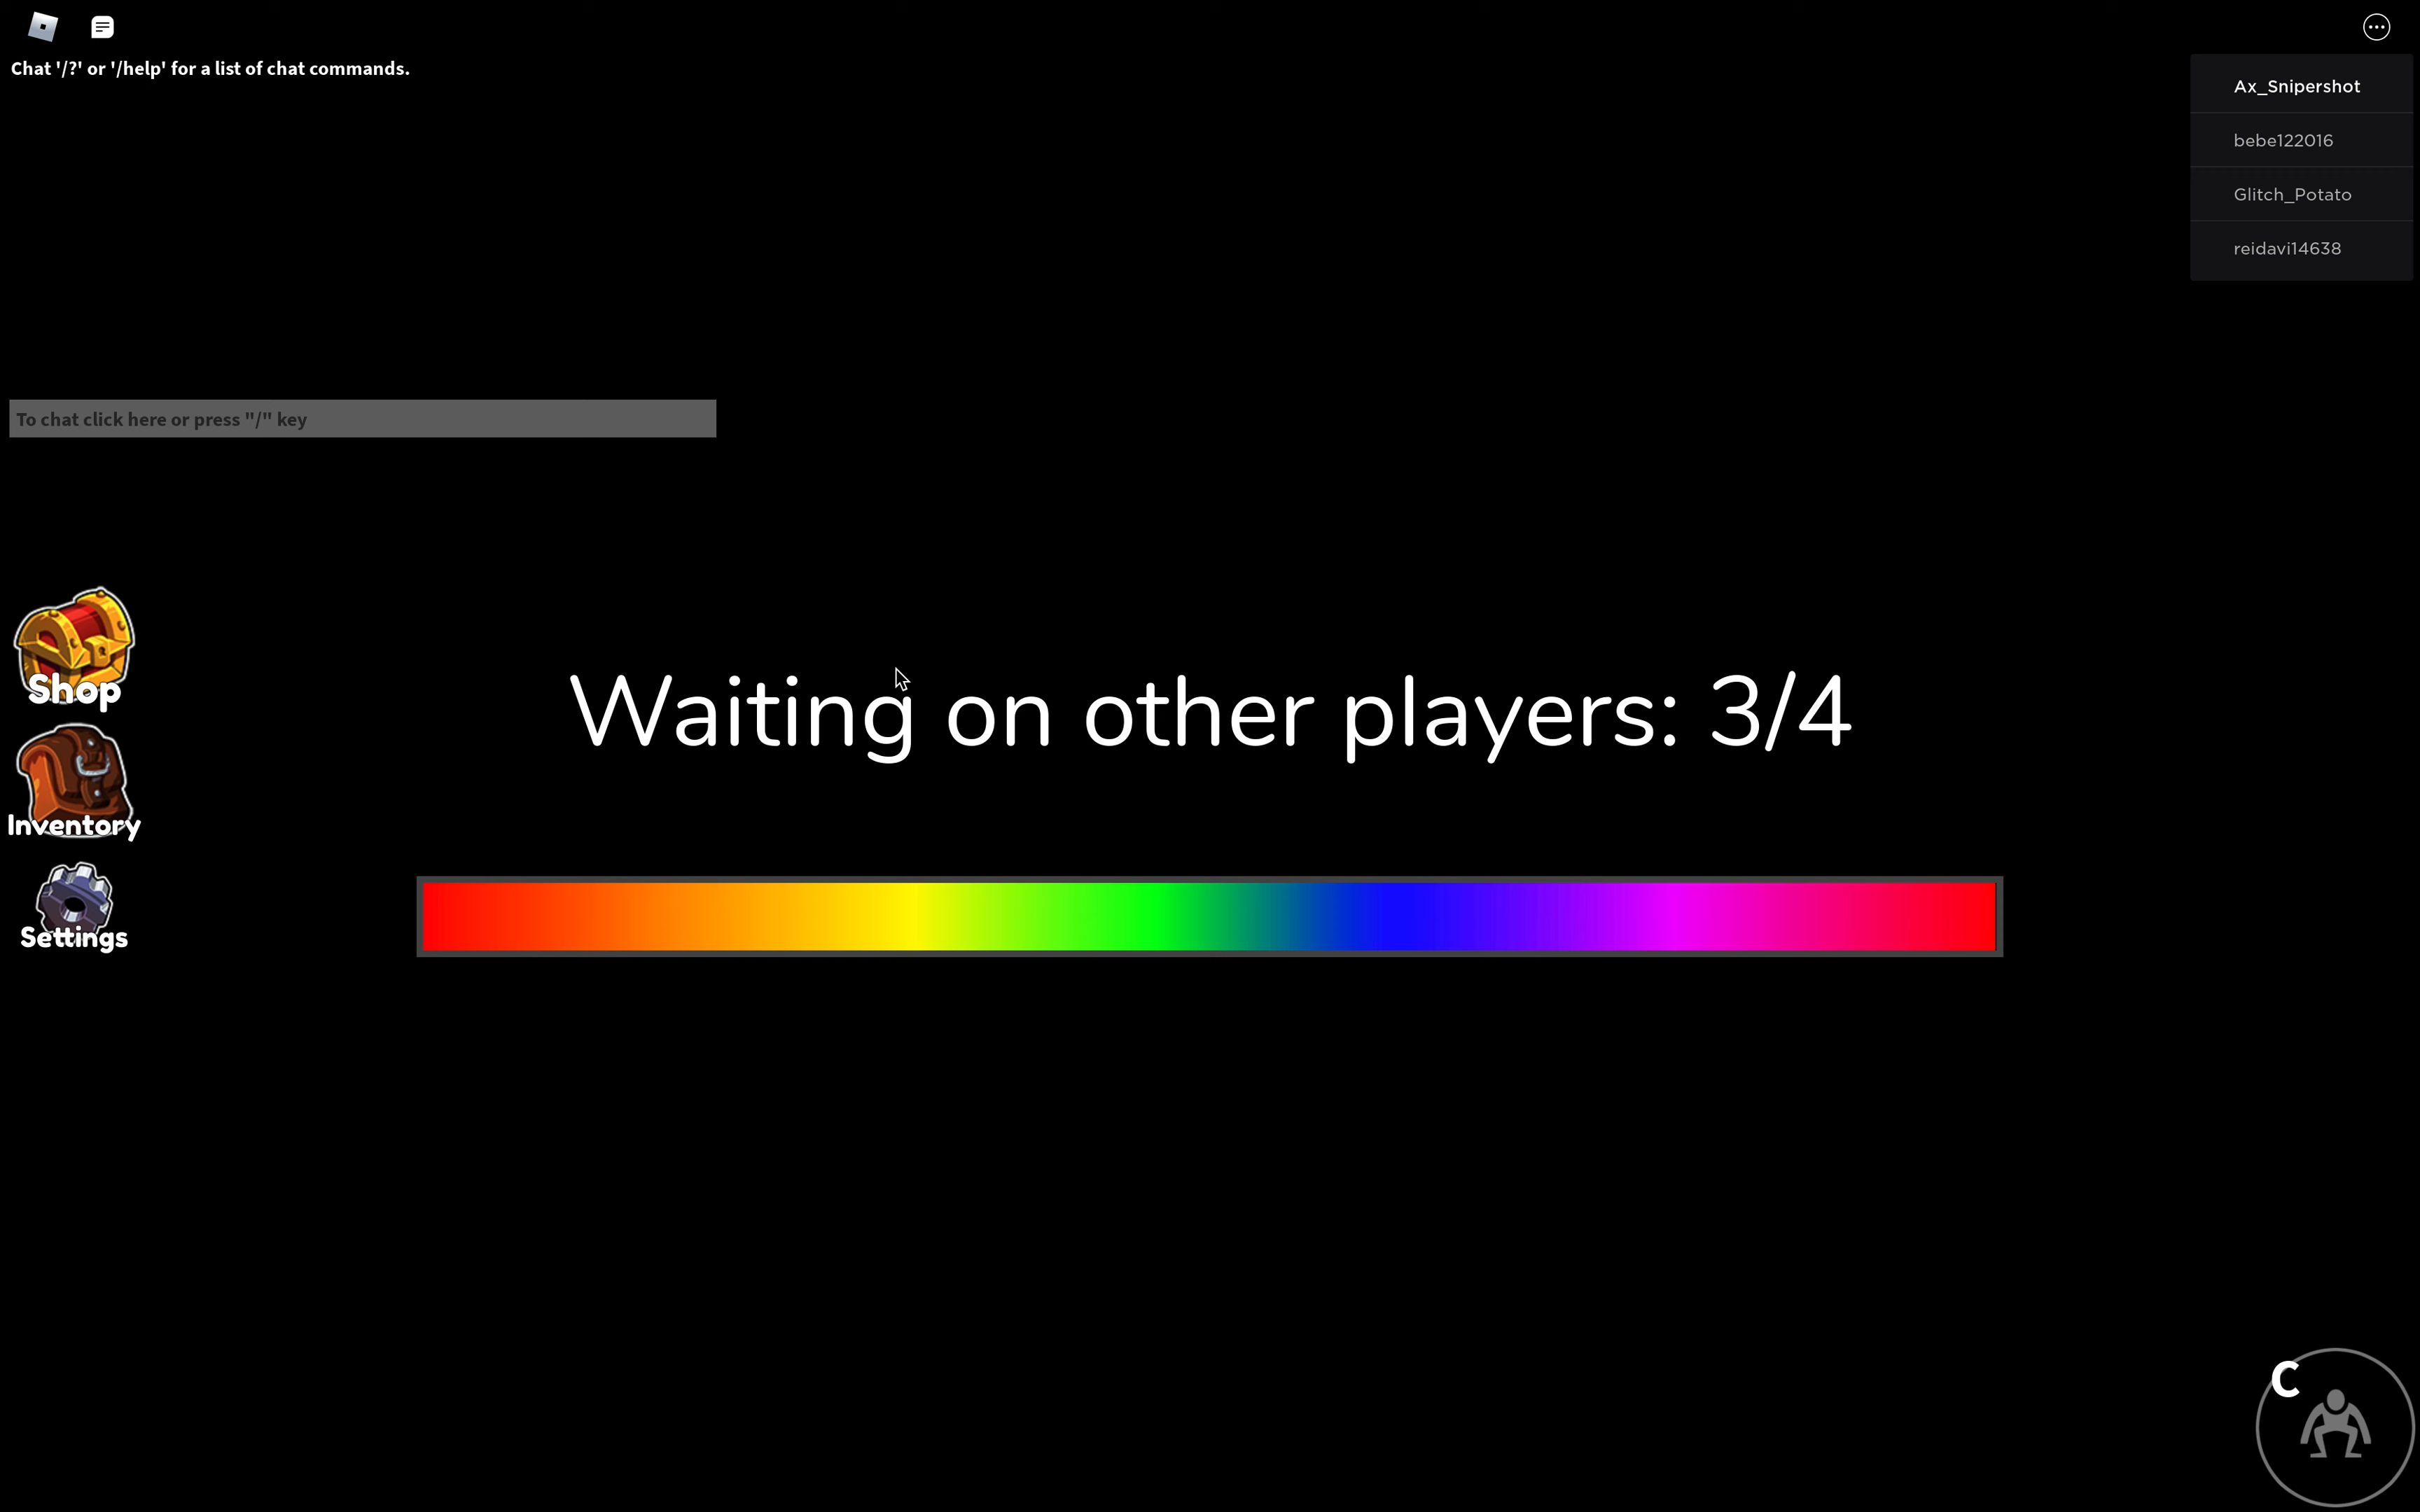 Chat '/?' or '/help' for a list of chat commands.
Ax_Snipershot
bebe122016
Glitch_Potato
reidavi14638
To chat click here or press "/" key
Shop
Inventory
Settings
Waiting on other players: 3/4
C